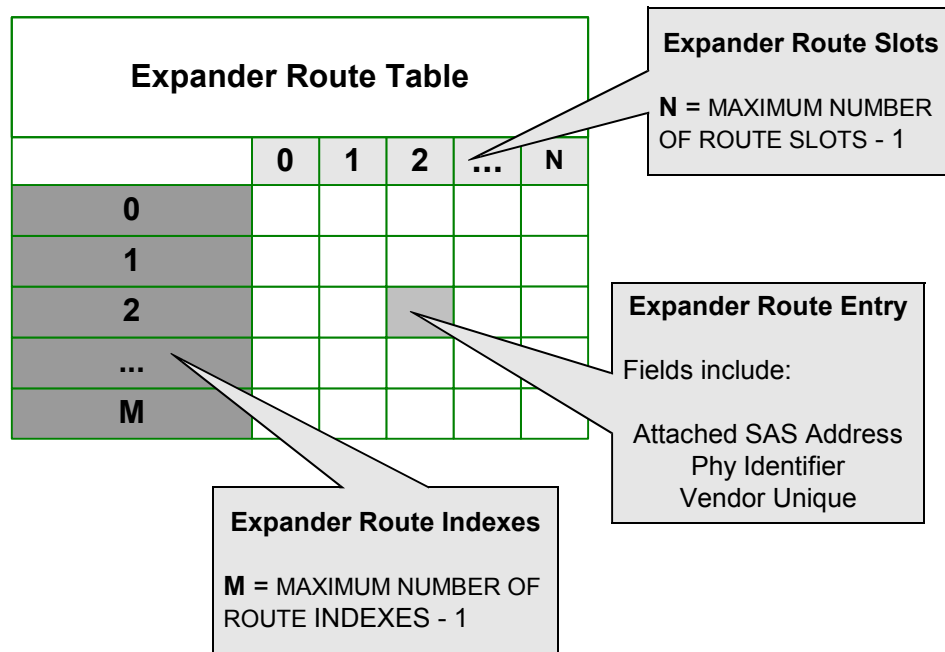 Expander Route Table
Expander Route Slots
N = MAXIMUM NUMBER
OF ROUTE SLOTS - 1
0 1 2 ... N
0
1
2
...
M
Expander Route Entry
Fields include:
Attached SAS Address
Phy Identifier
Vendor Unique
Expander Route Indexes
M = MAXIMUM NUMBER OF
ROUTE INDEXES - 1